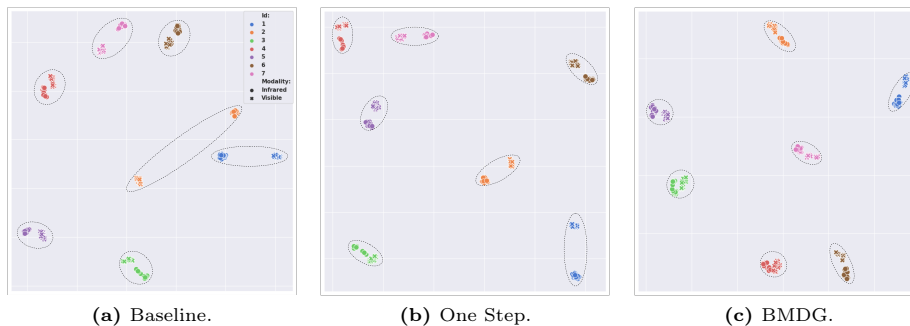 Id:
1
2
3
4
5
6
7
Modality:
Infrared
Visible
(a) Baseline.
(b) One Step.
(c) BMDG.